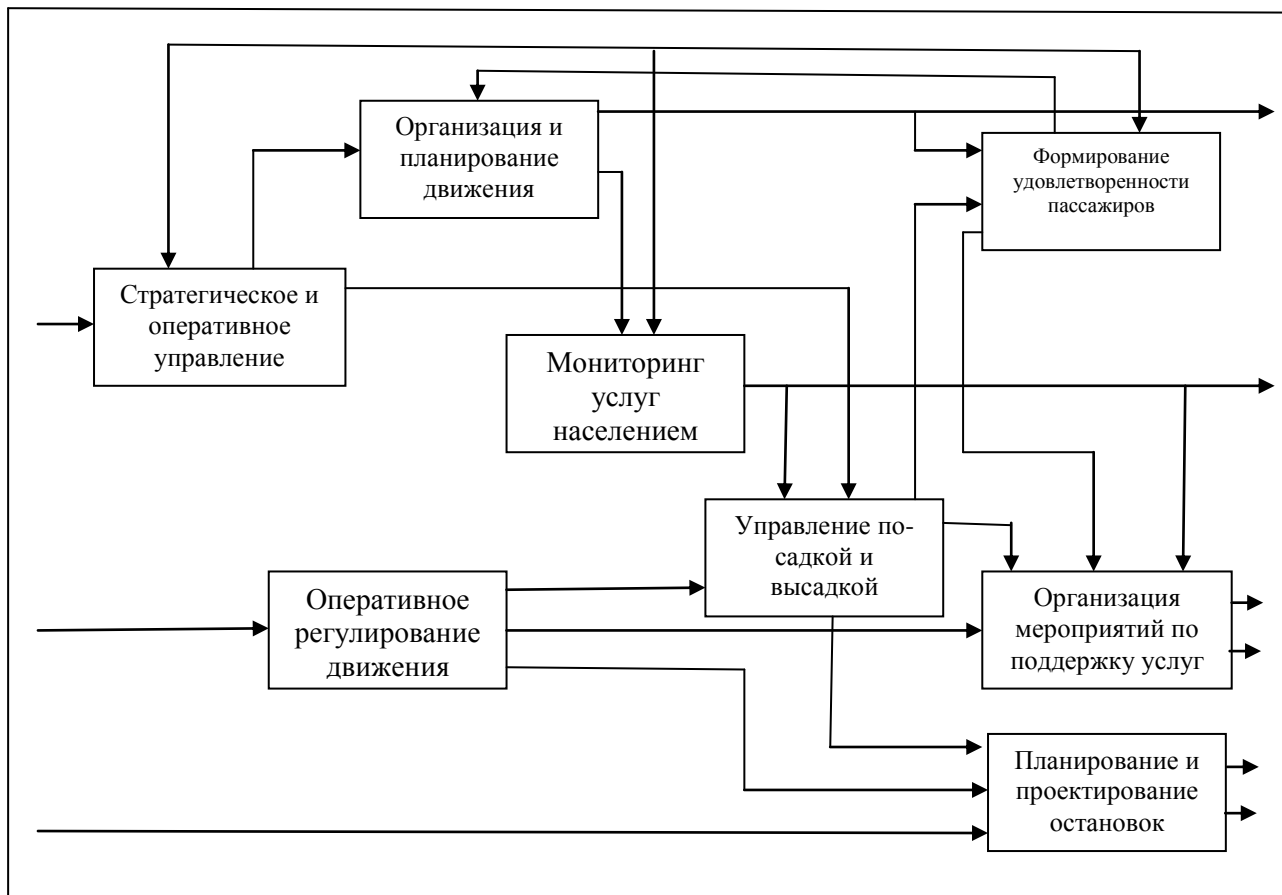 Организация и
планирование
движения
Формирование
удовлетворенности
пассажиров
Стратегическое и
оперативное
управление
Мониторинг
услуг
населением
Управление по-
садкой и
высадкой
Оперативное
регулирование
движения
Организация
мероприятий по
поддержку услуг
Планирование и
проектирование
остановок